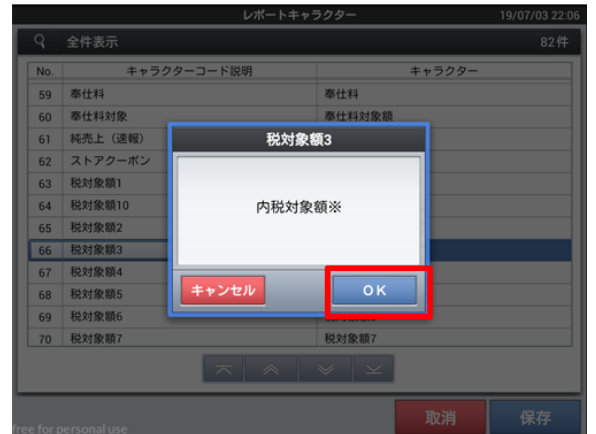 レポートキャラクター 19/07/03 22:06
全件表示 82件
No. キャラクターコード説明 キャラクター
59 奉仕料 奉仕料
60 奉仕料対象 奉仕料対象額
61 純売上（速報）
62 ストアクーポン
63 税対象額1
64 税対象額10
65 税対象額2
66 税対象額3
67 税対象額4
68 税対象額5
69 税対象額6
70 税対象額7 税対象額7
税対象額3
内税対象額※
キャンセル OK
取消 保存
free for personal use